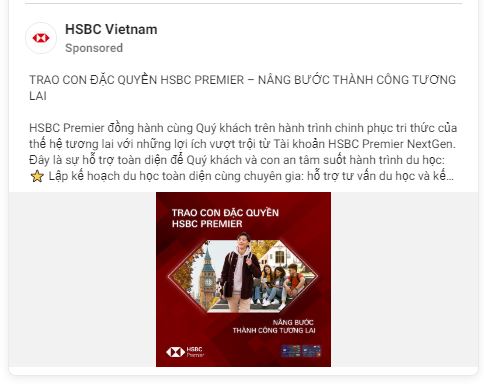 HSBC Vietnam
Sponsored
TRAO CON ĐẶC QUYỀN HSBC PREMIER – NÂNG BƯỚC THÀNH CÔNG TƯƠNG
LAI
HSBC Premier đồng hành cùng Quý khách trên hành trình chinh phục tri thức của
thế hệ tương lai với những lợi ích vượt trội từ Tài khoản HSBC Premier NextGen.
Đây là sự hỗ trợ toàn diện để Quý khách và con an tâm suốt hành trình du học:
⭐ Lập kế hoạch du học toàn diện cùng chuyên gia: hỗ trợ tư vấn du học và kế...
TRAO CON ĐẶC QUYỀN
HSBC PREMIER
NÂNG BƯỚC
THÀNH CÔNG TƯƠNG LAI
HSBC
Premier